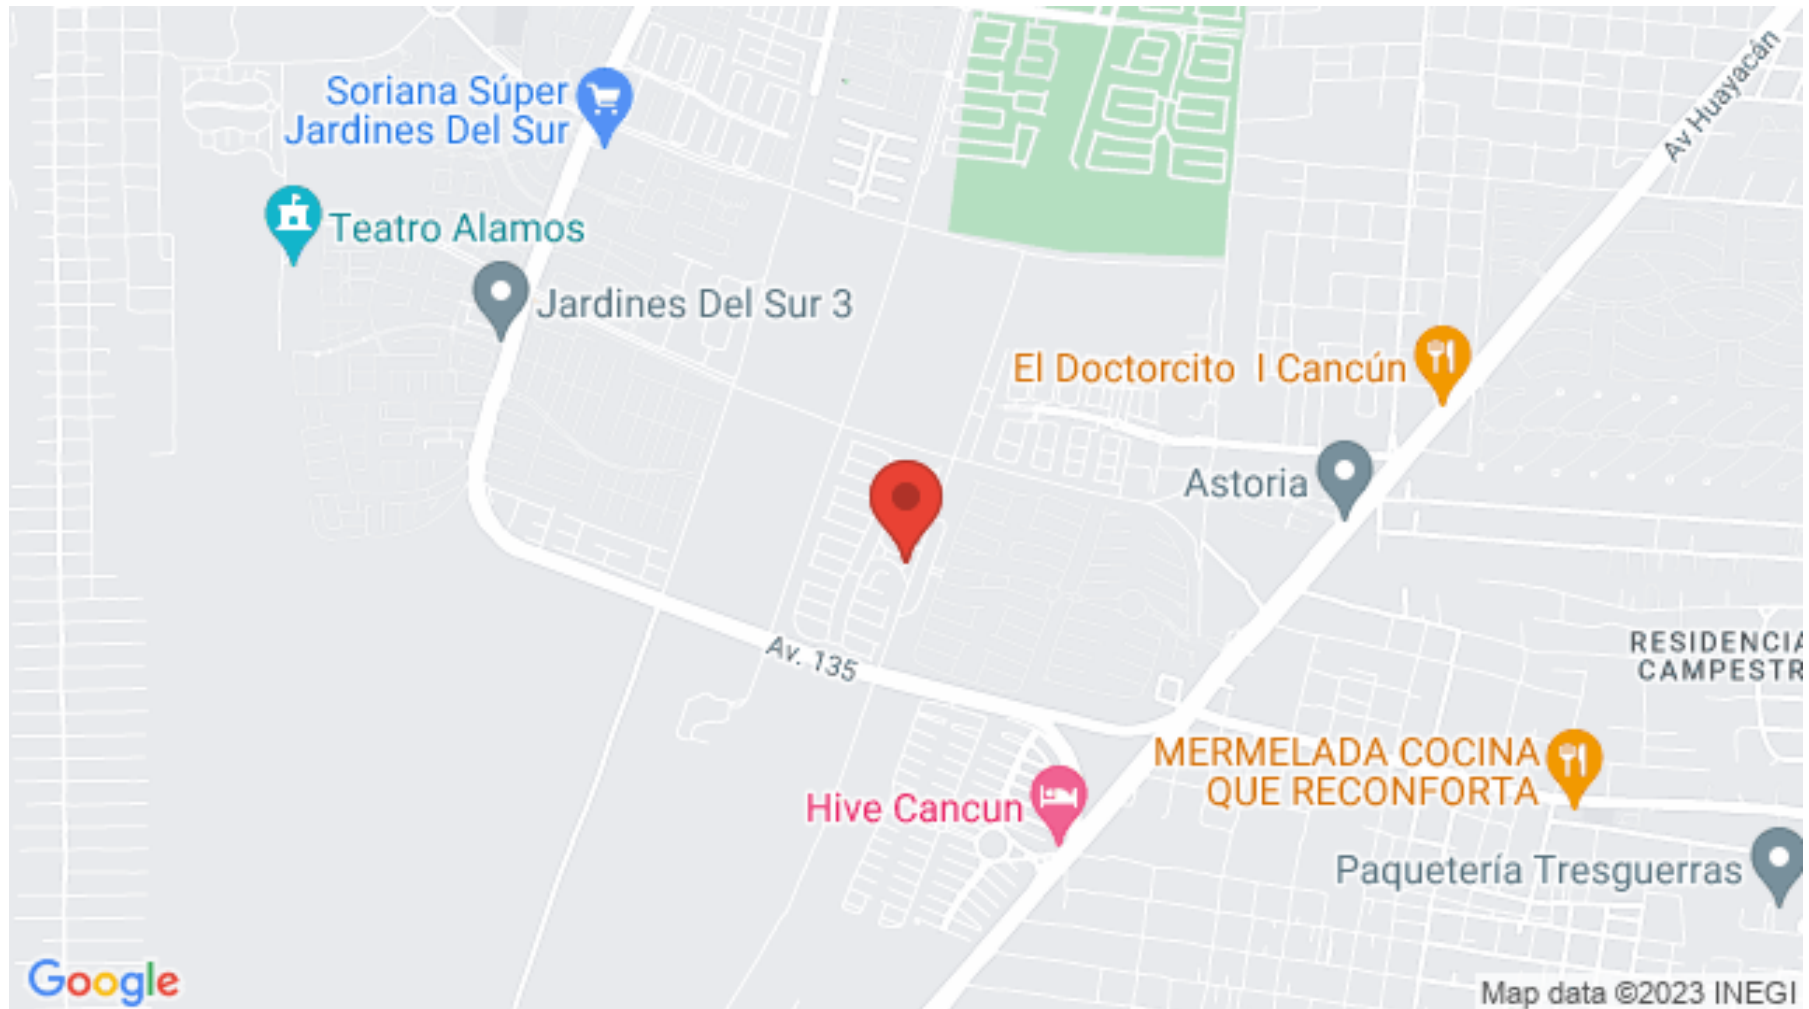 Av Huayacán
Soriana Súper
Jardines Del Sur
Teatro Alamos
Jardines Del Sur 3
El Doctorcito I Cancún
Astoria
Av. 135
RESIDENCIA
CAMPESTR
MERMELADA COCINA
QUE RECONFORTA
Hive Cancun
Paquetería Tresguerras
Google
Map data ©2023 INEGI